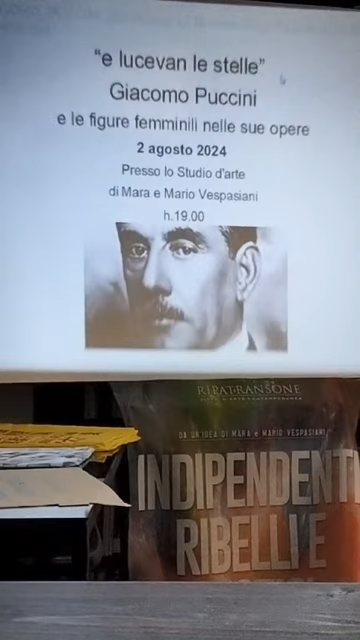 “e lucevan le stelle”
Giacomo Puccini
e le figure femminili nelle sue opere
2 agosto 2024
Presso lo Studio d'arte
di Mara e Mario Vespasiani
h.19.00
RIPATRANSONE
DA UN'IDEA DI MARA e MARIO VESPASIANI
INDIPENDENTI
RIBELLI E